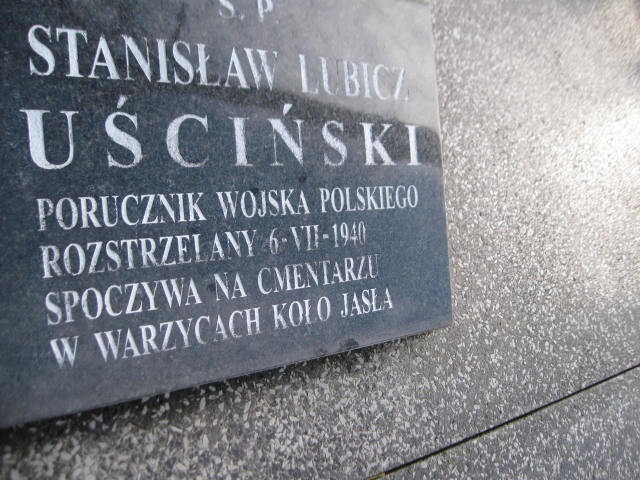 Ś. P.
STANISŁAW LUBICZ
UŚCIŃSKI
PORUCZNIK WOJSKA POLSKIEGO
ROZSTRZELANY 6-VII-1940
SPOCZYWA NA CMENTARZU
W WARZYCACH KOŁO JASŁA